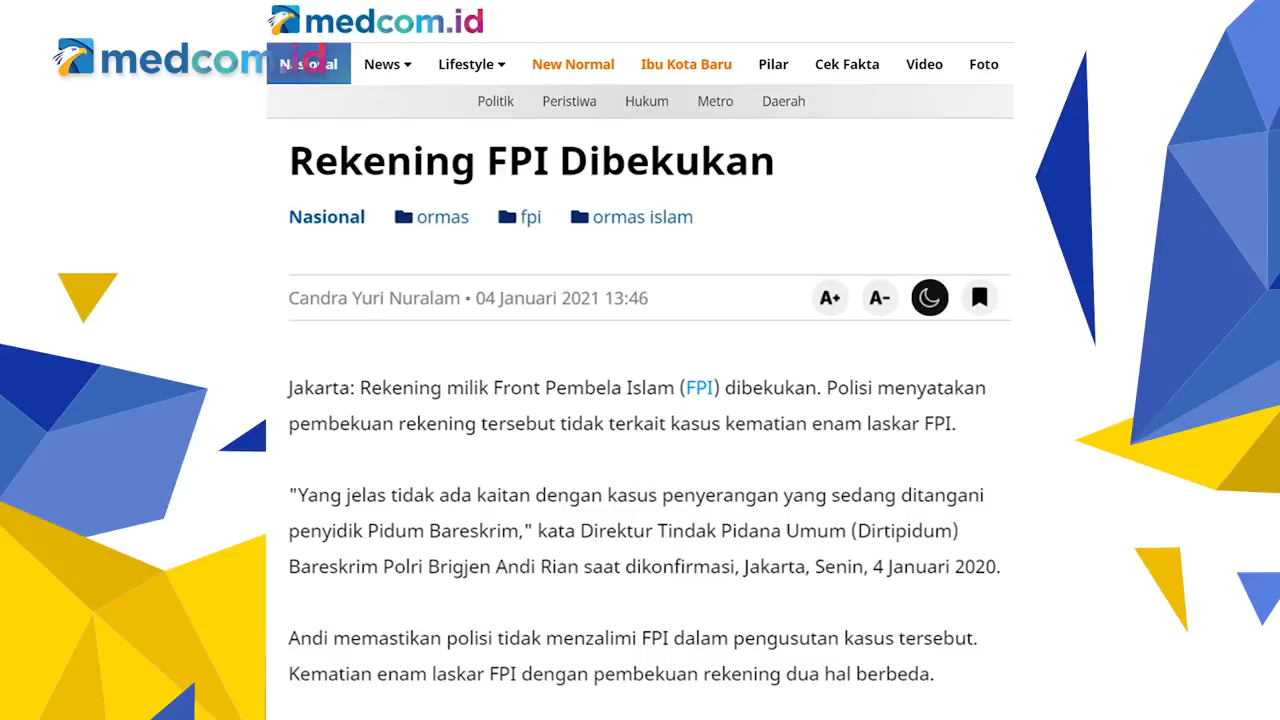 medcom.id
medcom.id
Nasional News Lifestyle New Normal Ibu Kota Baru Pilar Cek Fakta Video Foto
Politik Peristiwa Hukum Metro Daerah
Rekening FPI Dibekukan
Nasional ormas fpi ormas islam
Candra Yuri Nuralam • 04 Januari 2021 13:46 A+ A-
Jakarta: Rekening milik Front Pembela Islam (FPI) dibekukan. Polisi menyatakan
pembekuan rekening tersebut tidak terkait kasus kematian enam laskar FPI.
"Yang jelas tidak ada kaitan dengan kasus penyerangan yang sedang ditangani
penyidik Pidum Bareskrim," kata Direktur Tindak Pidana Umum (Dirtipidum)
Bareskrim Polri Brigjen Andi Rian saat dikonfirmasi, Jakarta, Senin, 4 Januari 2020.
Andi memastikan polisi tidak menzalimi FPI dalam pengusutan kasus tersebut.
Kematian enam laskar FPI dengan pembekuan rekening dua hal berbeda.